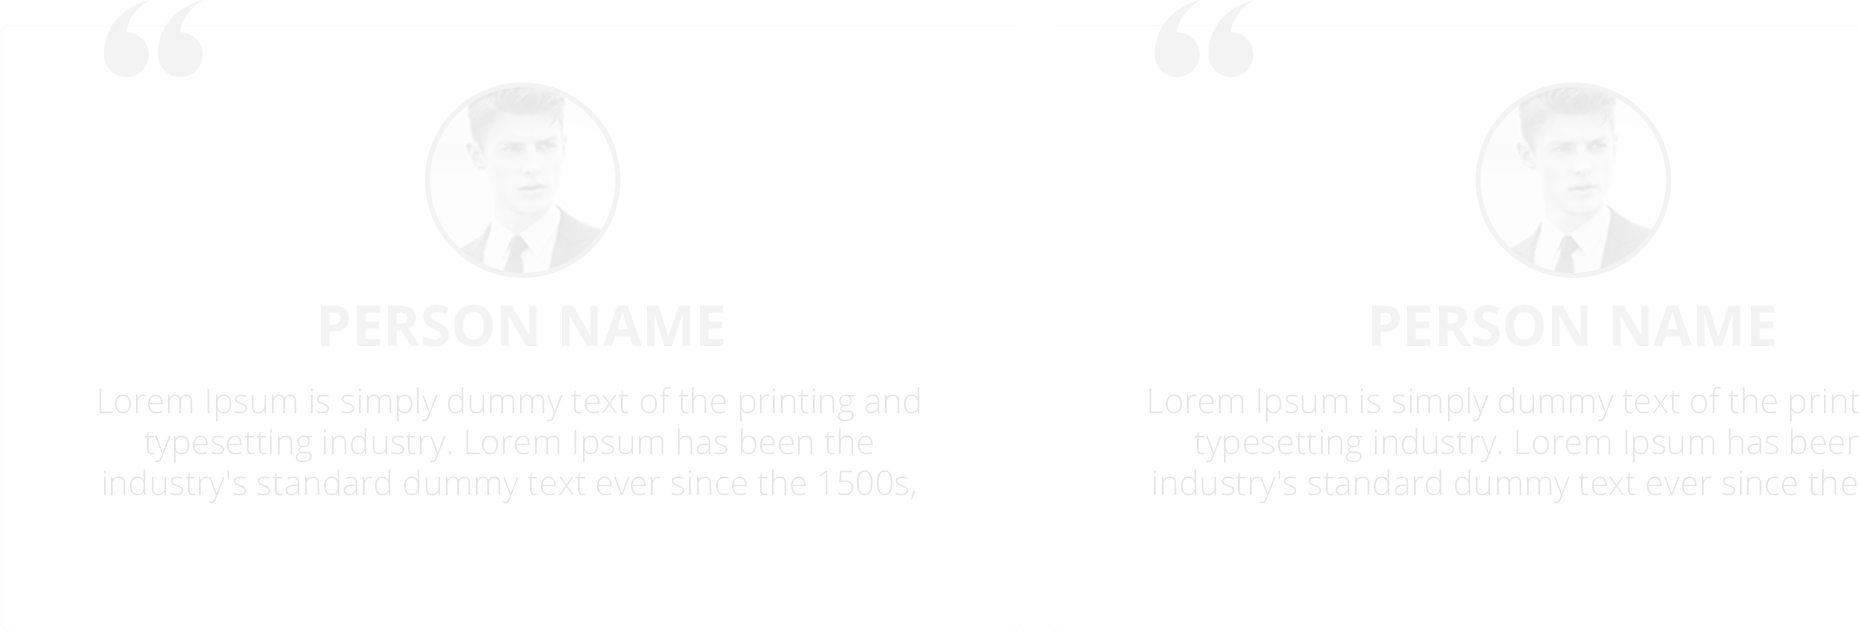 “
PERSON NAME
Lorem Ipsum is simply dummy text of the printing and
typesetting industry. Lorem Ipsum has been the
industry's standard dummy text ever since the 1500s,
“
PERSON NAME
Lorem Ipsum is simply dummy text of the print
typesetting industry. Lorem Ipsum has
industry's standard dummy text ever since the